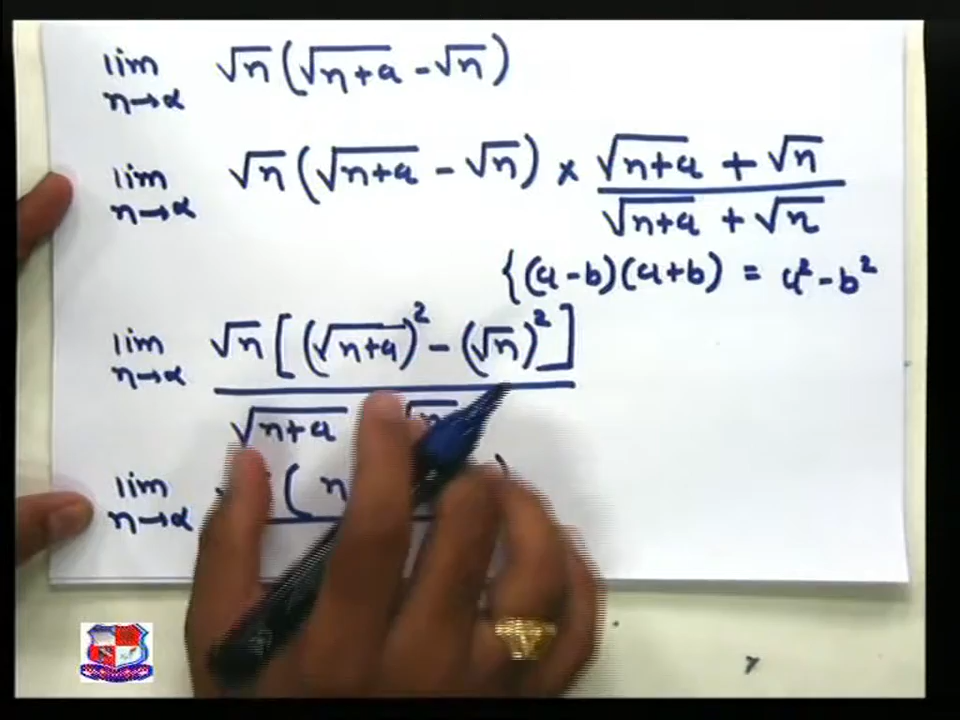 lim √n(√n+a - √n)
n→α
lim √n(√n+a - √n) × √n+a + √n
n→α √n+a + √n
{(a-b)(a+b) = a²-b²
lim √n[(√n+a)² - (√n)²]
n→α √n+a √n
lim ( n )
n→α